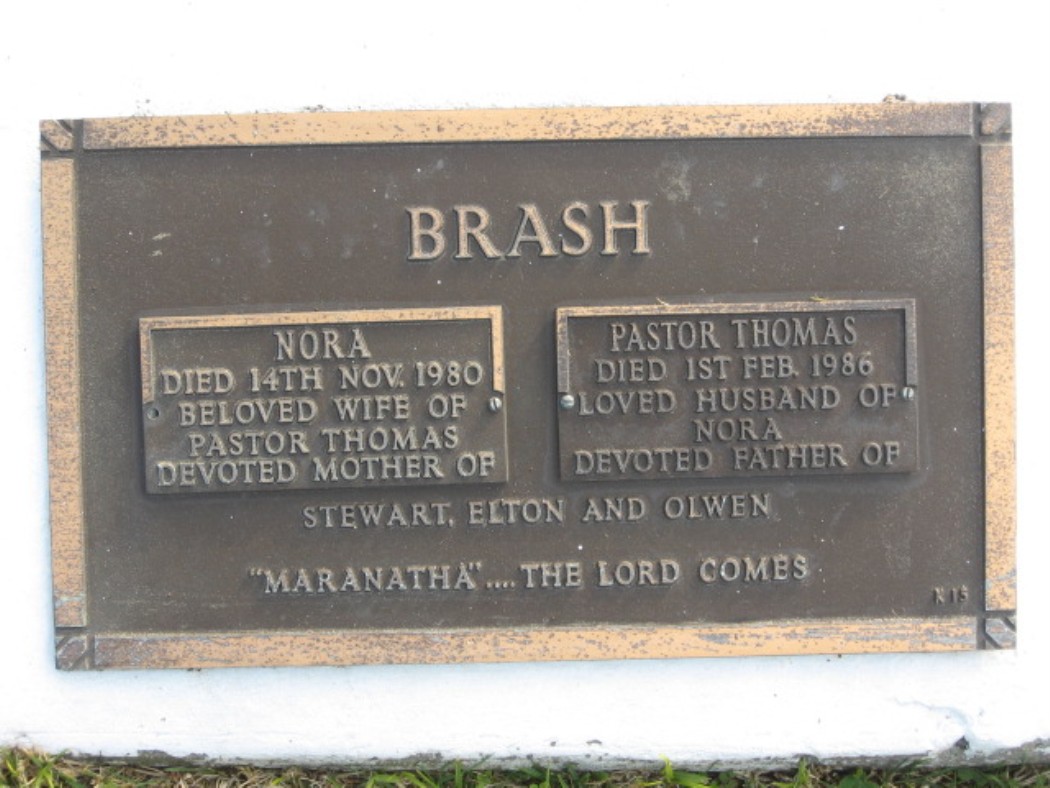 BRASH
NORA
DIED 14TH NOV. 1980
BELOVED WIFE OF
PASTOR THOMAS
DEVOTED MOTHER OF
PASTOR THOMAS
DIED 1ST FEB. 1986
LOVED HUSBAND OF
NORA
DEVOTED FATHER OF
STEWART, ELTON AND OLWEN
"MARANATHA".... THE LORD COMES